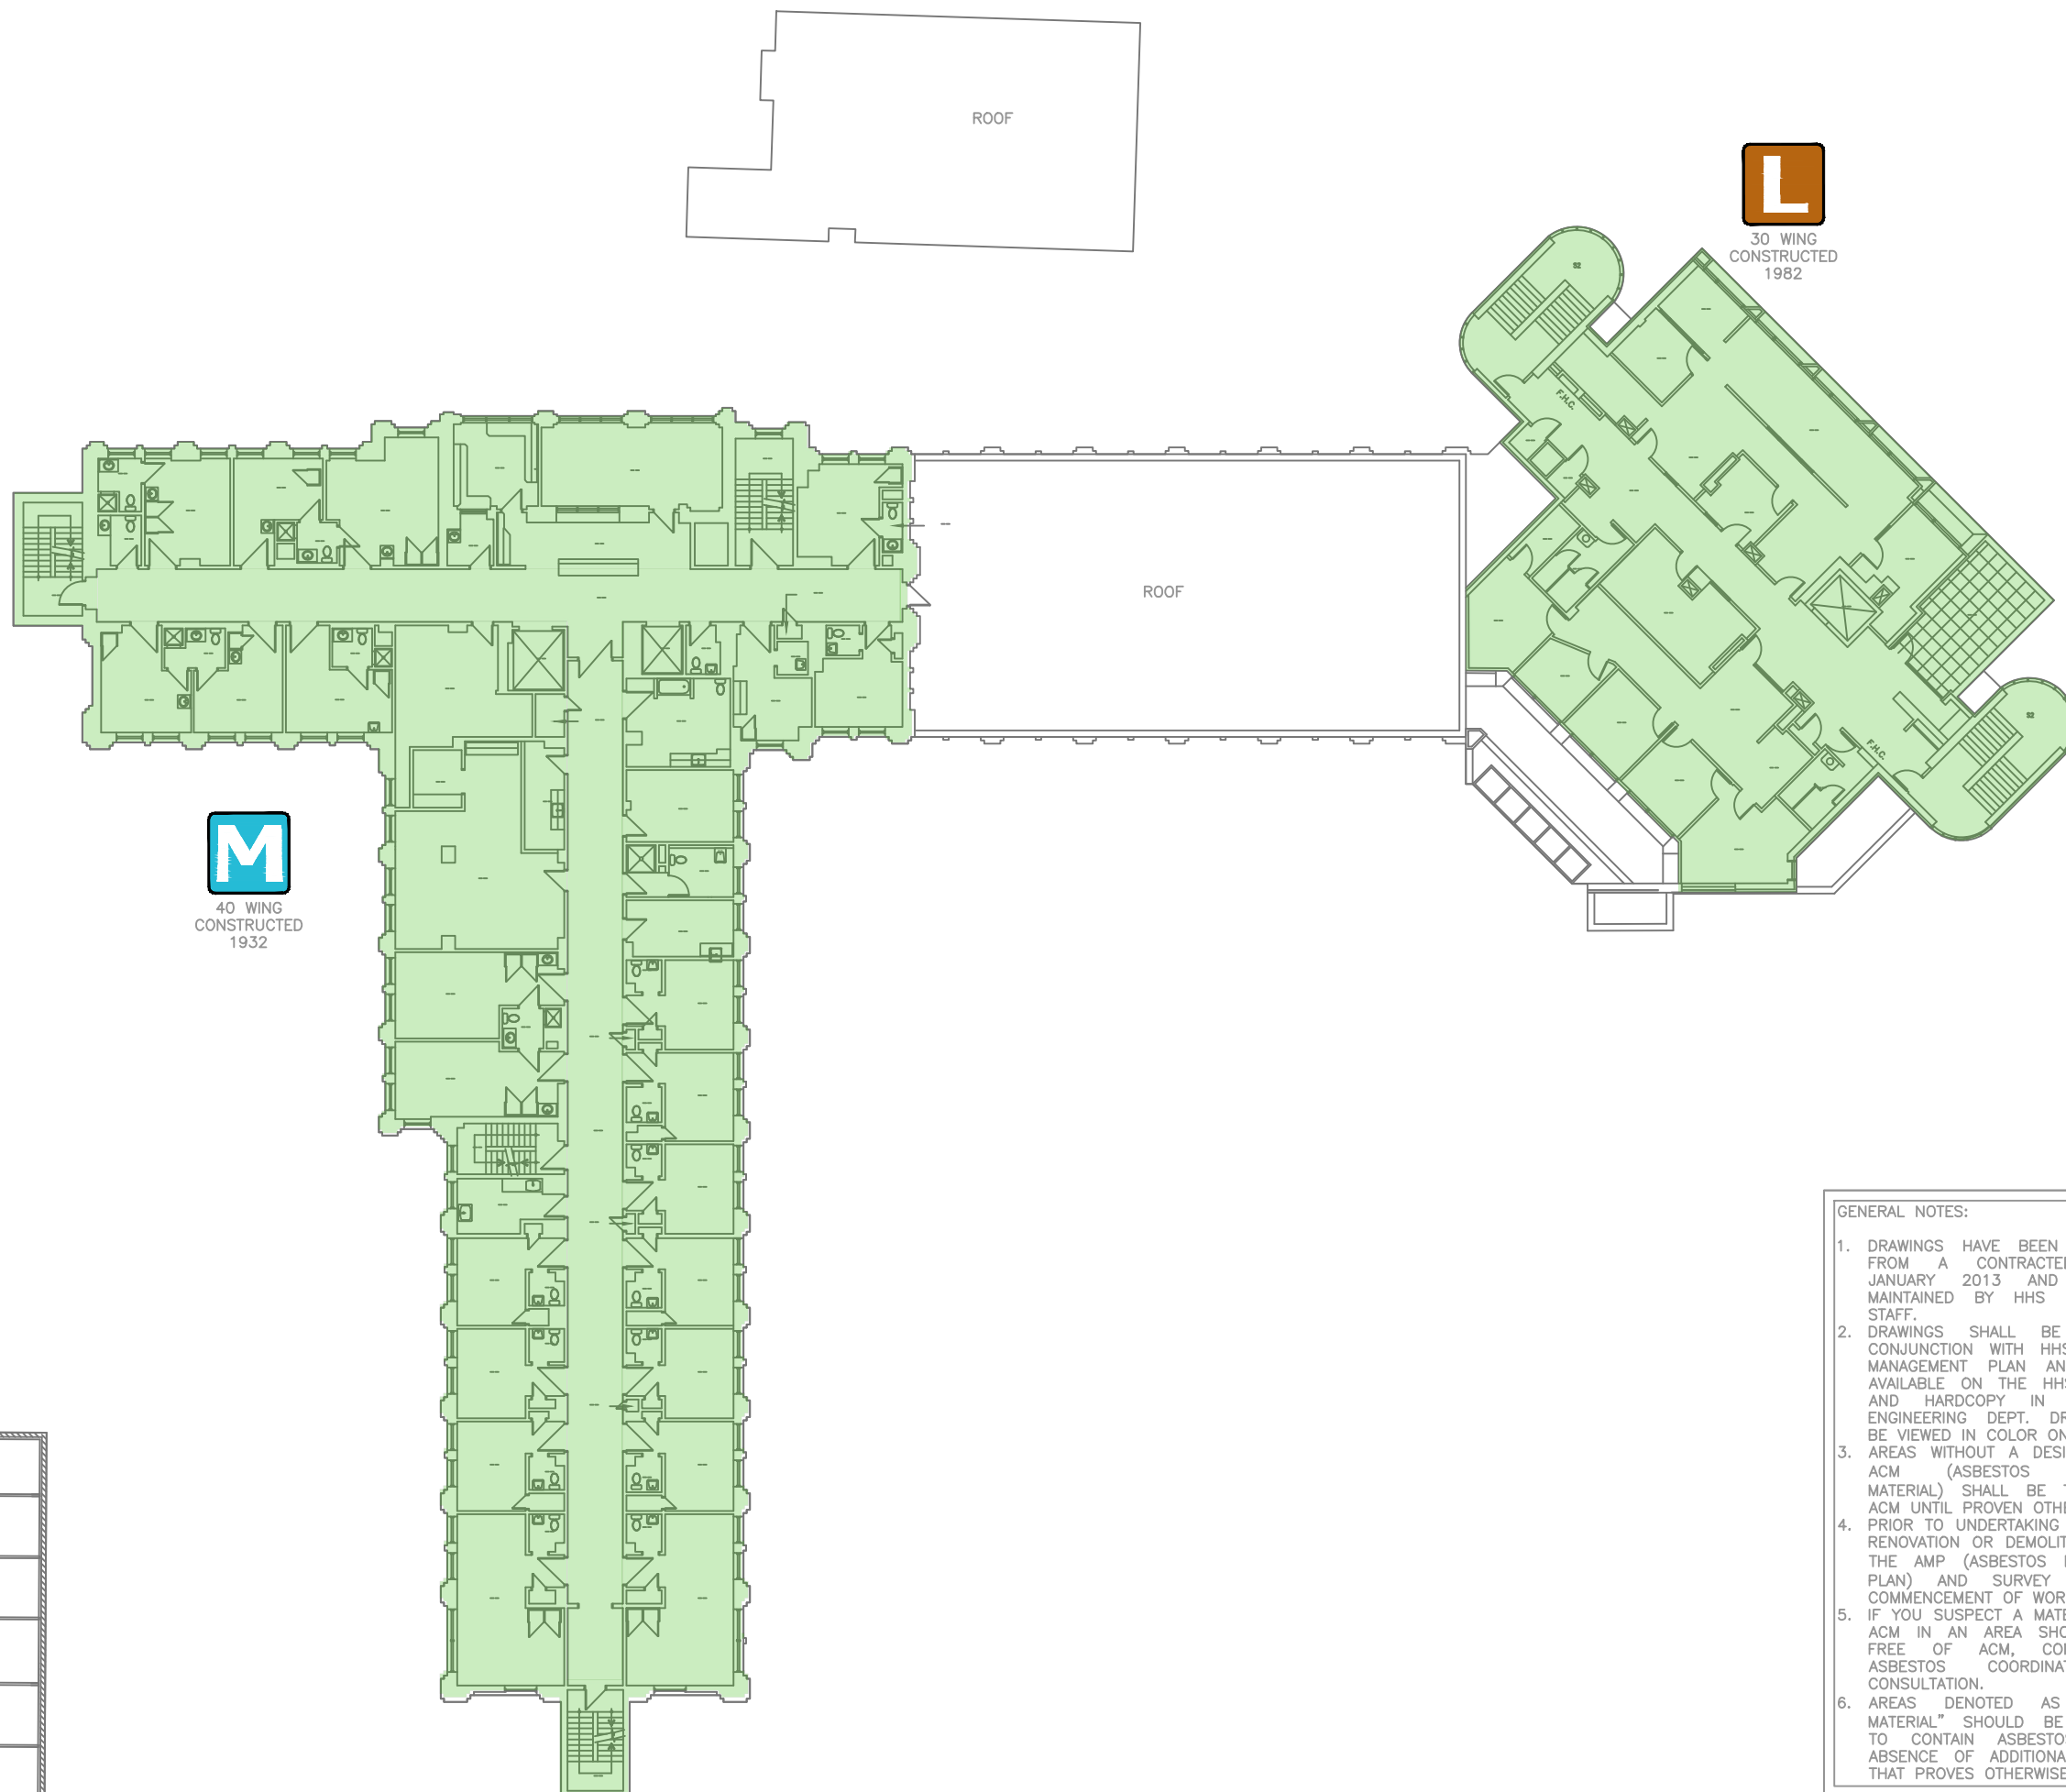 ROOF
L
30 WING
CONSTRUCTED
1982
S2
F.H.C.
ROOF
S2
F.H.C.
M
40 WING
CONSTRUCTED
1932
GENERAL NOTES:
1. DRAWINGS HAVE BEEN
FROM A CONTRACTED
JANUARY 2013 AND
MAINTAINED BY HHS
STAFF.
2. DRAWINGS SHALL BE
CONJUNCTION WITH HHS
MANAGEMENT PLAN AN
AVAILABLE ON THE HHS
AND HARDCOPY IN
ENGINEERING DEPT. DR
BE VIEWED IN COLOR ON
3. AREAS WITHOUT A DESI
ACM (ASBESTOS
MATERIAL) SHALL BE T
ACM UNTIL PROVEN OTHE
4. PRIOR TO UNDERTAKING
RENOVATION OR DEMOLIT
THE AMP (ASBESTOS
PLAN) AND SURVEY
COMMENCEMENT OF WOR
5. IF YOU SUSPECT A MATE
ACM IN AN AREA SHO
FREE OF ACM, CO
ASBESTOS COORDINAT
CONSULTATION.
6. AREAS DENOTED AS
MATERIAL" SHOULD BE
TO CONTAIN ASBESTOS
ABSENCE OF ADDITIONA
THAT PROVES OTHERWISE